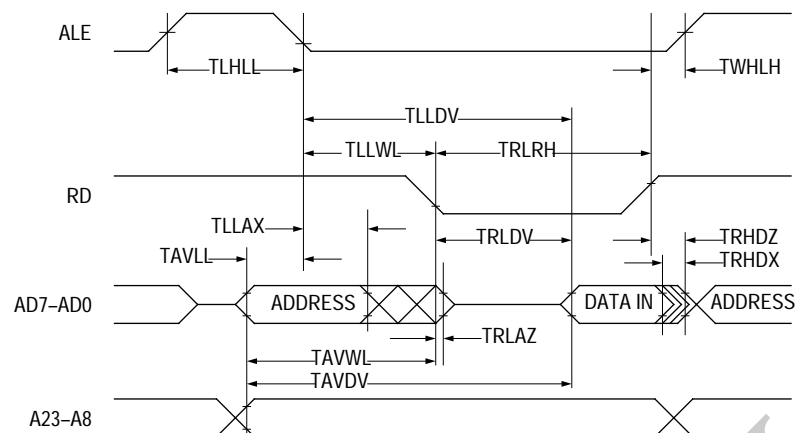 ALE
TLHLL
TWHLH
TLLDV
TLLWL
TRLRH
RD
TLLAX
TRLDV
TRHDZ
TAVLL
TRHDX
AD7–AD0
ADDRESS
DATA IN
ADDRESS
TRLAZ
TAVWL
TAVDV
A23–A8